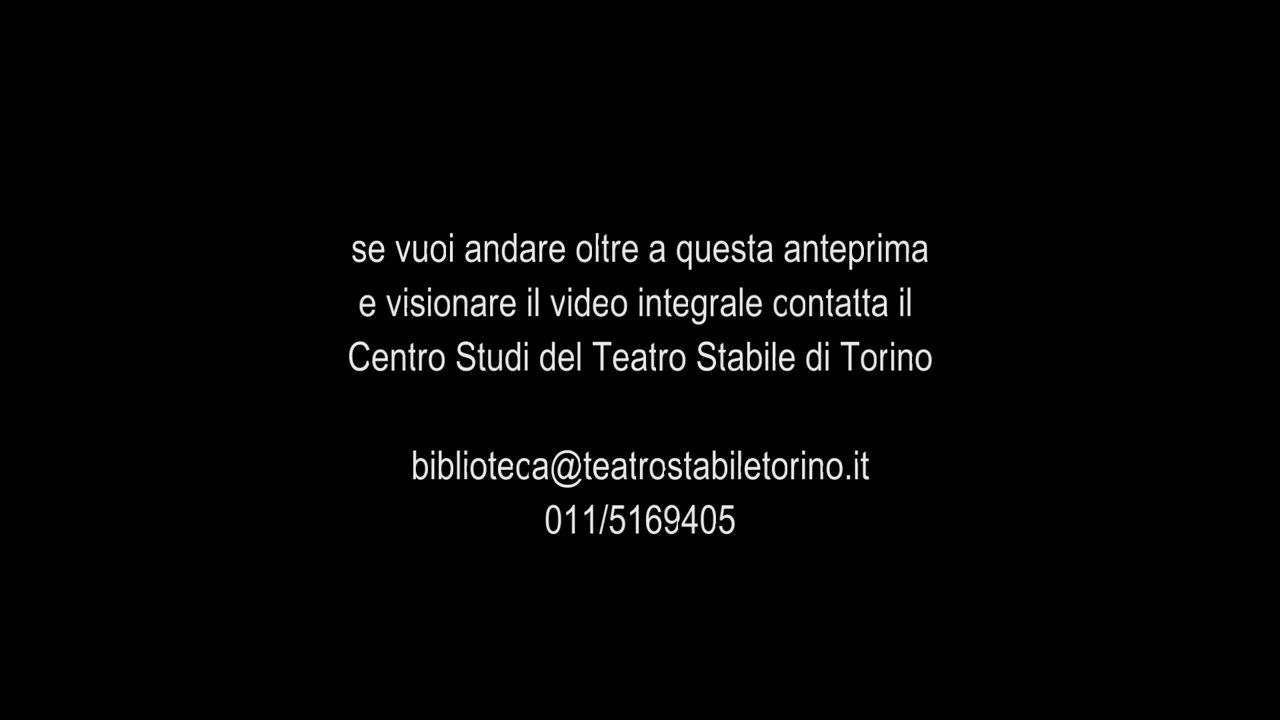 se vuoi andare oltre a questa anteprima
e visionare il video integrale contatta il
Centro Studi del Teatro Stabile di Torino
biblioteca@teatrostabiletorino.it
011/5169405